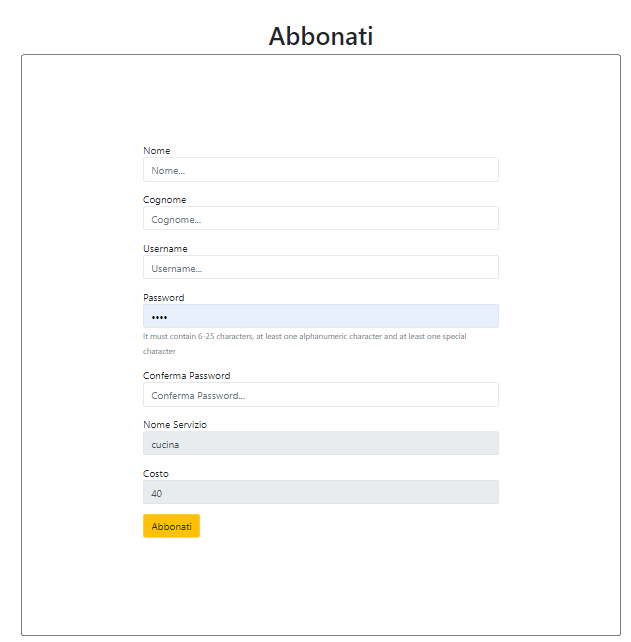 Abbonati
Nome
Nome...
Cognome
Cognome...
Username
Username...
Password
••••
It must contain 6-25 characters, at least one alphanumeric character and at least one special
character
Conferma Password
Conferma Password...
Nome Servizio
cucina
Costo
40
Abbonati